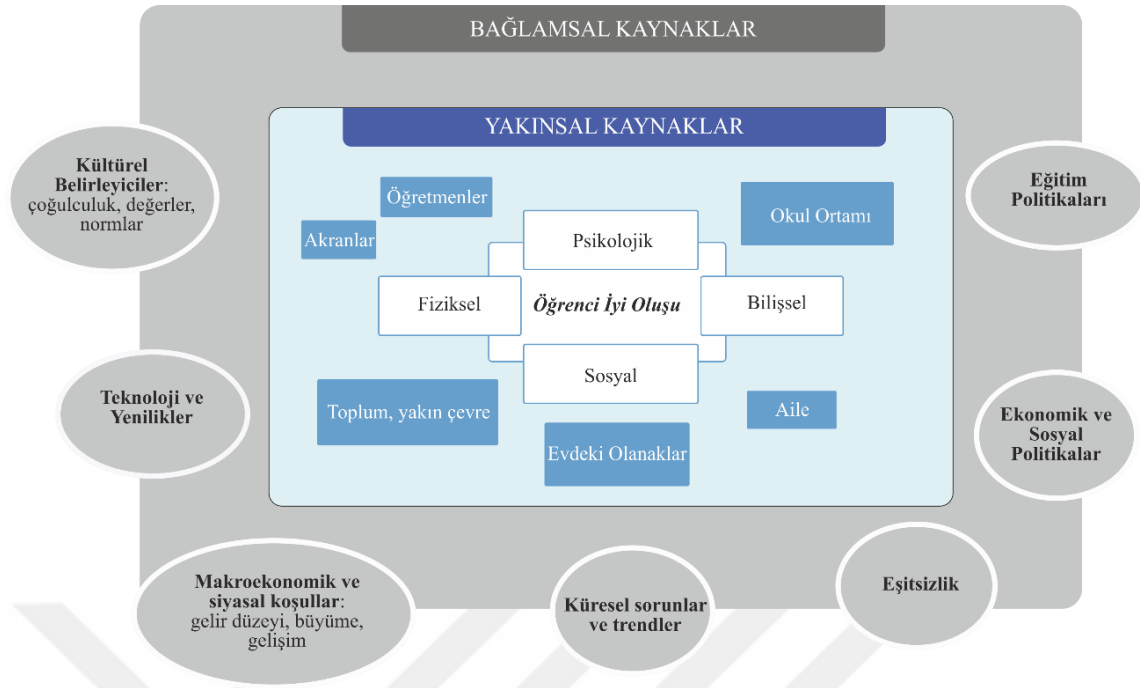 BAĞLAMSAL KAYNAKLAR
YAKINSAL KAYNAKLAR
Kültürel
Belirleyiciler:
çoğulculuk, değerler,
normlar
Eğitim
Politikaları
Öğretmenler
Akranlar
Okul Ortamı
Psikolojik
Fiziksel
Öğrenci İyi Oluşu
Bilişsel
Sosyal
Teknoloji ve
Yenilikler
Toplum, yakın çevre
Evdeki Olanaklar
Aile
Ekonomik ve
Sosyal
Politikalar
Makroekonomik ve
siyasal koşullar:
gelir düzeyi, büyüme,
gelişim
Küresel sorunlar
ve trendler
Eşitsizlik